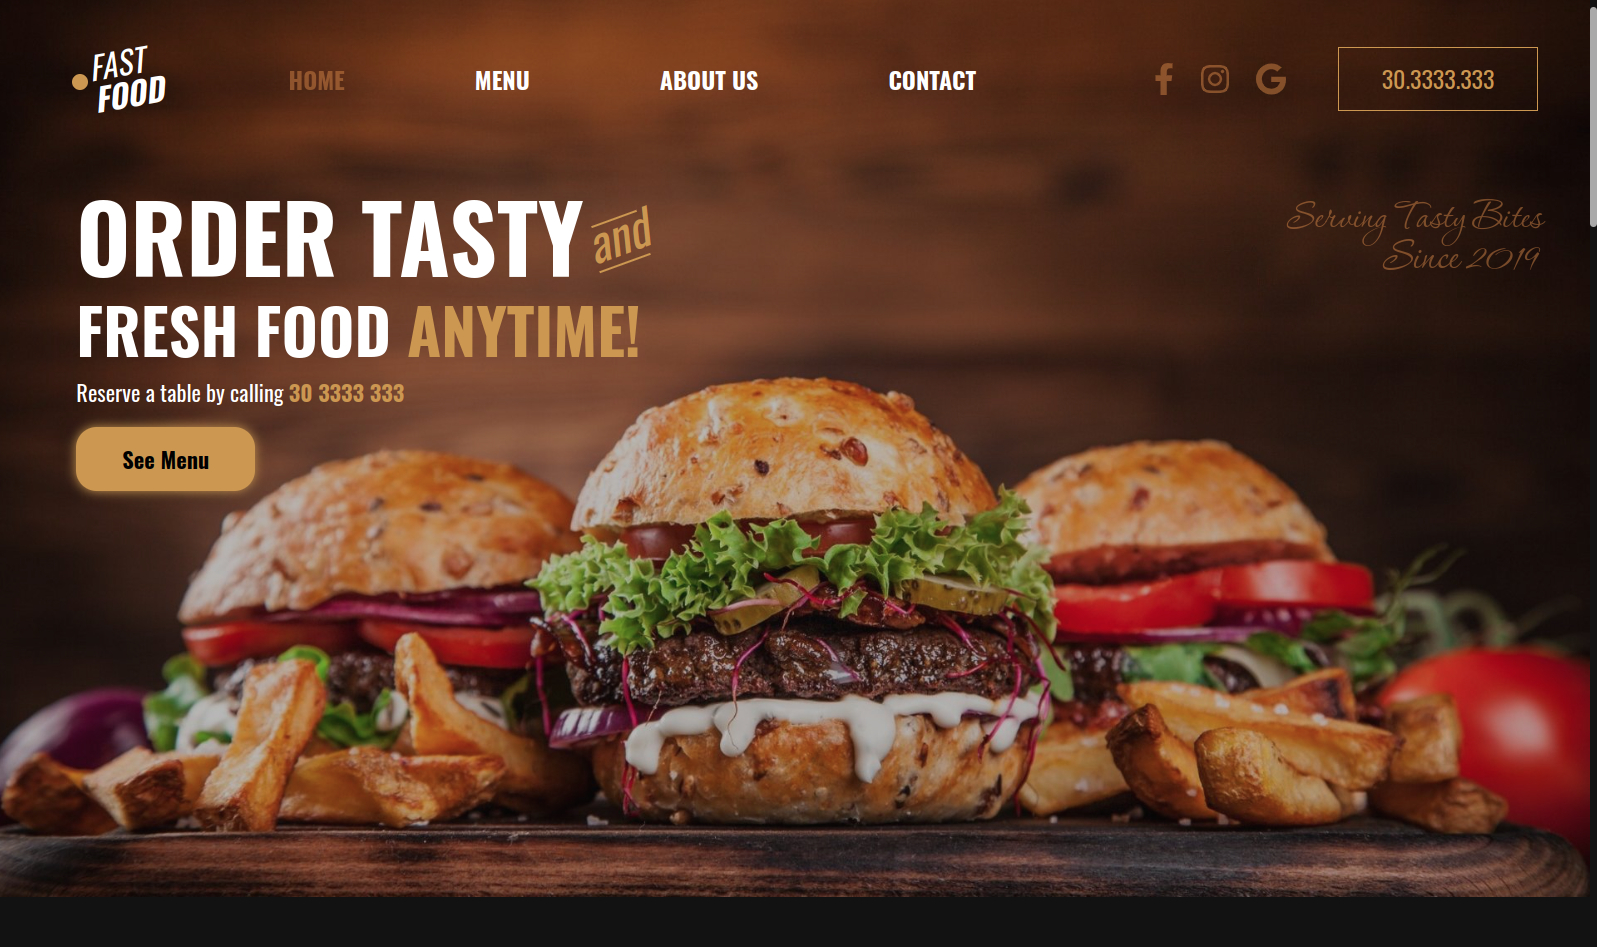 FAST
FOOD
HOME
MENU
ABOUT US
CONTACT
30.3333.333
ORDER TASTY and
FRESH FOOD ANYTIME!
Reserve a table by calling 30 3333 333
See Menu
Serving Tasty Bites
Since 2019